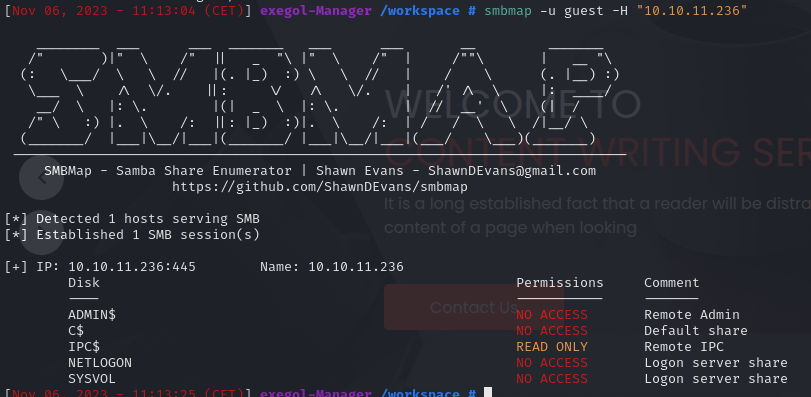 [Nov 06, 2023 - 11:13:04 (CET)] exegol-Manager /workspace # smbmap -u guest -H "10.10.11.236"
SMBMAP
WELCOME TO
CONTENT WRITING SER
SMBMap - Samba Share Enumerator | Shawn Evans - ShawnDEvans@gmail.com
https://github.com/ShawnDEvans/smbmap
It is a long established fact that a reader will be distra
[*] Detected 1 hosts serving SMB
content of a page when looking
[*] Established 1 SMB session(s)
[+] IP: 10.10.11.236:445 Name: 10.10.11.236
Disk Permissions Comment
---- ----------- -------
Contact Us
ADMIN$ NO ACCESS Remote Admin
C$ NO ACCESS Default share
IPC$ READ ONLY Remote IPC
NETLOGON NO ACCESS Logon server share
SYSVOL NO ACCESS Logon server share
[Nov 06, 2023 - 11:13:25 (CET)] exegol-Manager /workspace #